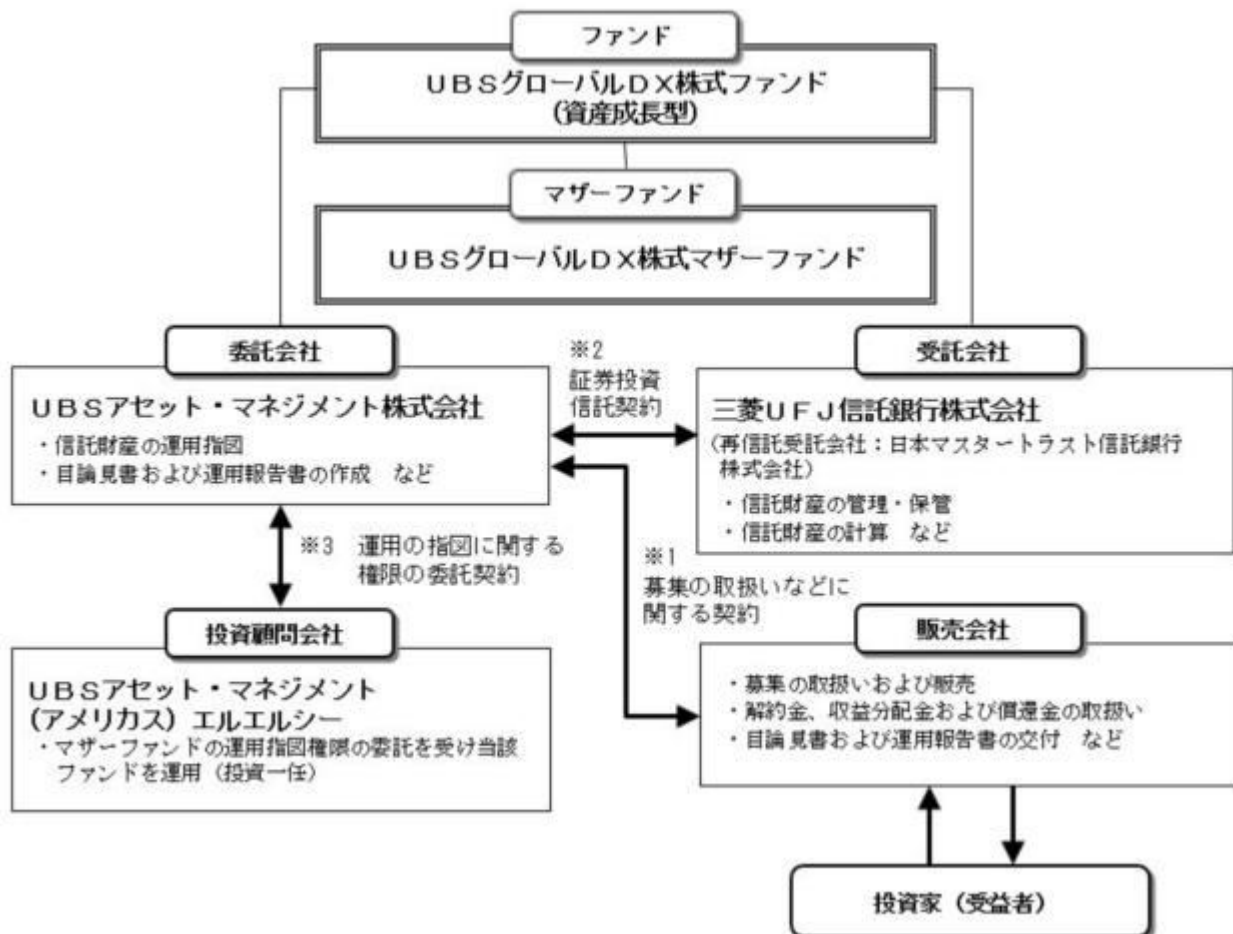 ファンド
UBSグローバルDX株式ファンド
(資産成長型)
マザーファンド
UBSグローバルDX株式マザーファンド
委託会社
UBSアセット・マネジメント株式会社
・信託財産の運用指図
・目論見書および運用報告書の作成 など
※2
証券投資
信託契約
受託会社
三菱UFJ信託銀行株式会社
(再信託受託会社:日本マスタートラスト信託銀行
株式会社)
・信託財産の管理・保管
・信託財産の計算 など
※3 運用の指図に関する
権限の委託契約
※1
募集の取扱いなどに
関する契約
投資顧問会社
UBSアセット・マネジメント
(アメリカス)エルエルシー
・マザーファンドの運用指図権限の委託を受け当該
ファンドを運用(投資一任)
販売会社
・募集の取扱いおよび販売
・解約金、収益分配金および償還金の取扱い
・目論見書および運用報告書の交付 など
投資家(受益者)